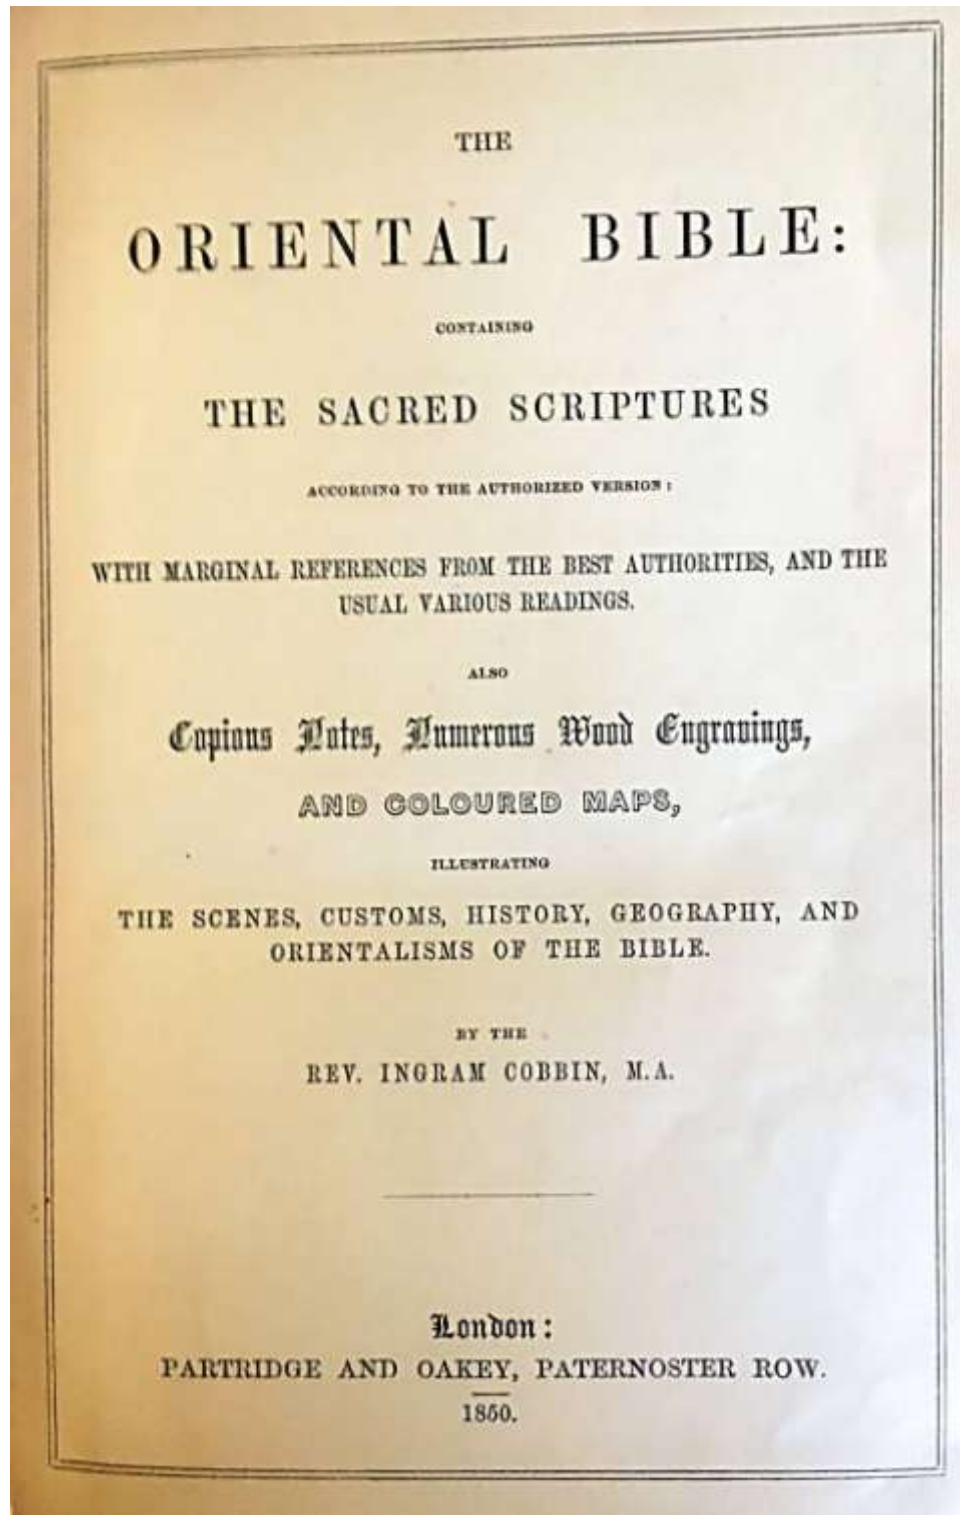 THE
ORIENTAL BIBLE:
CONTAINING
THE SACRED SCRIPTURES
ACCORDING TO THE AUTHORIZED VERSION:
WITH MARGINAL REFERENCES FROM THE BEST AUTHORITIES, AND THE
USUAL VARIOUS READINGS.
ALSO
Copious Notes, Numerous Wood Engravings,
AND COLOURED MAPS,
ILLUSTRATING
THE SCENES, CUSTOMS, HISTORY, GEOGRAPHY, AND
ORIENTALISMS OF THE BIBLE.
BY THE
REV. INGRAM COBBIN, M.A.
London:
PARTRIDGE AND OAKEY, PATERNOSTER ROW.
1850.